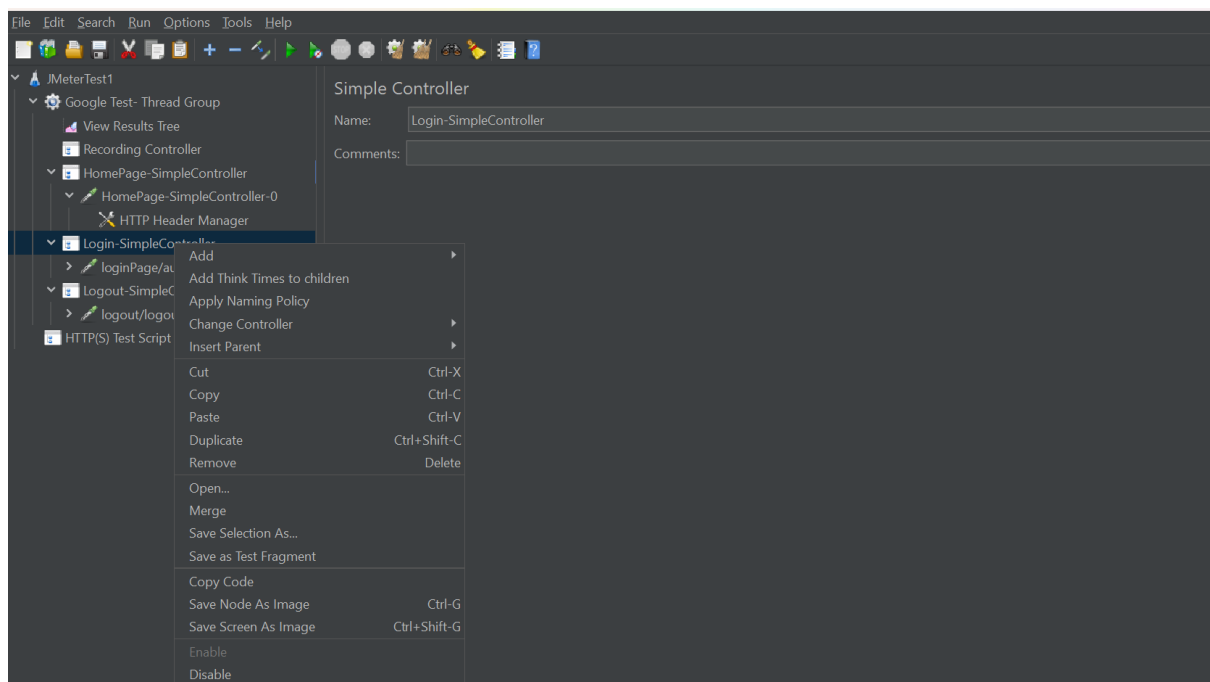 File Edit Search Run Options Tools Help
JMeterTest1
Google Test- Thread Group
View Results Tree
Recording Controller
HomePage-SimpleController
HomePage-SimpleController-0
HTTP Header Manager
Login-SimpleController
loginPage/au
Logout-SimpleC
logout/logou
HTTP(S) Test Script
Simple Controller
Name: Login-SimpleController
Comments:
Add
Add Think Times to children
Apply Naming Policy
Change Controller
Insert Parent
Cut Ctrl-X
Copy Ctrl-C
Paste Ctrl-V
Duplicate Ctrl+Shift-C
Remove Delete
Open...
Merge
Save Selection As...
Save as Test Fragment
Copy Code
Save Node As Image Ctrl-G
Save Screen As Image Ctrl+Shift-G
Enable
Disable